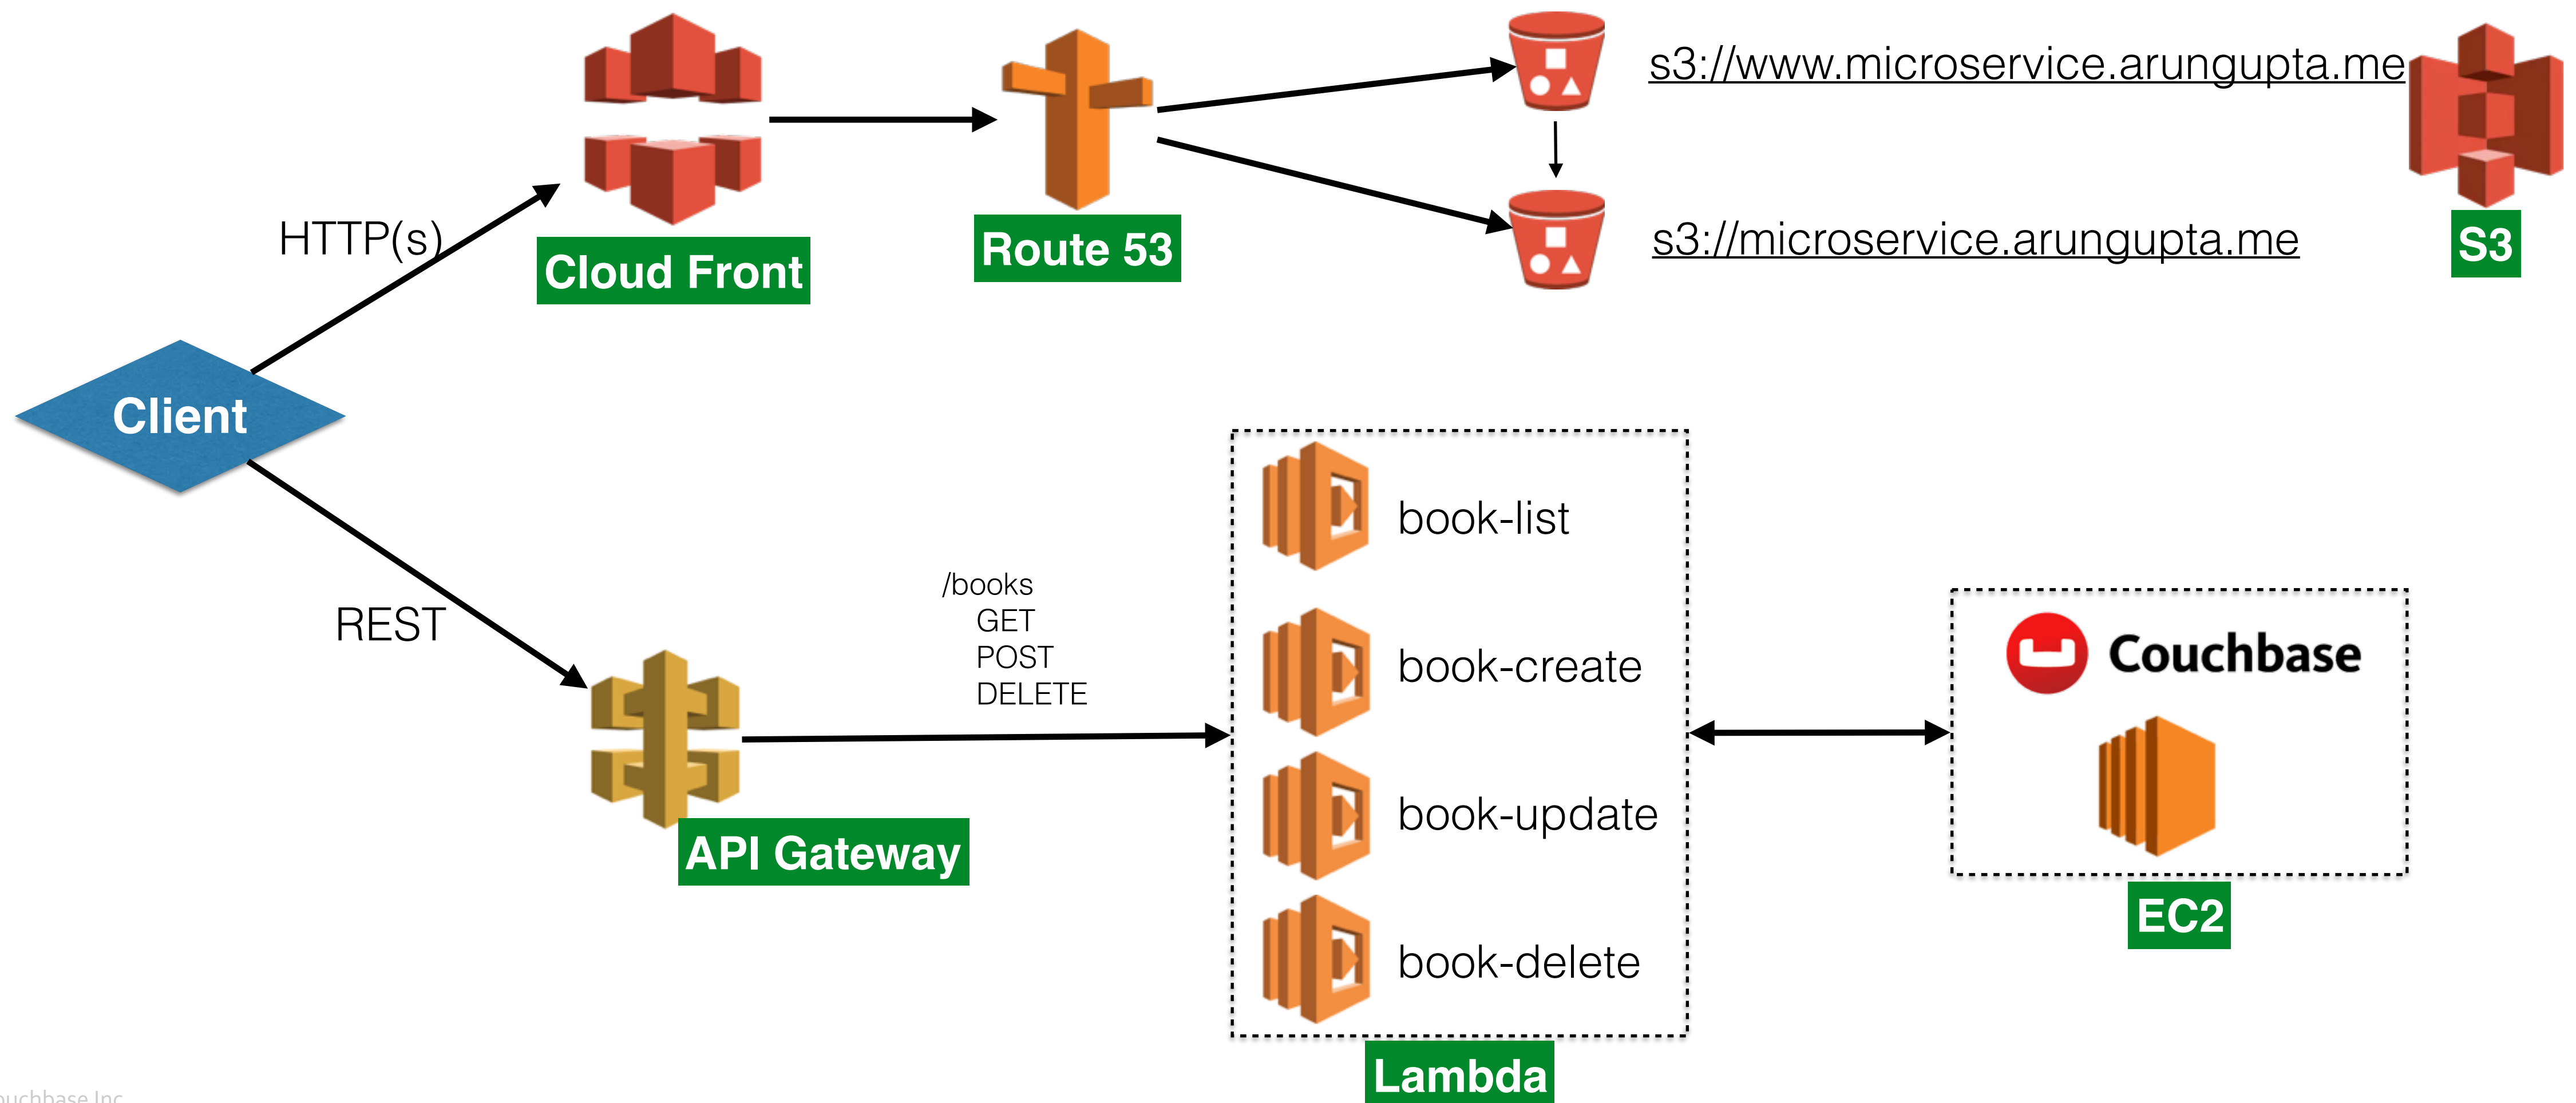 s3://www.microservice.arungupta.me
HTTP(s)
Cloud Front
Route 53
s3://microservice.arungupta.me
S3
Client
book-list
/books
GET
POST
DELETE
REST
book-create
Couchbase
book-update
API Gateway
EC2
book-delete
Lambda
Inc